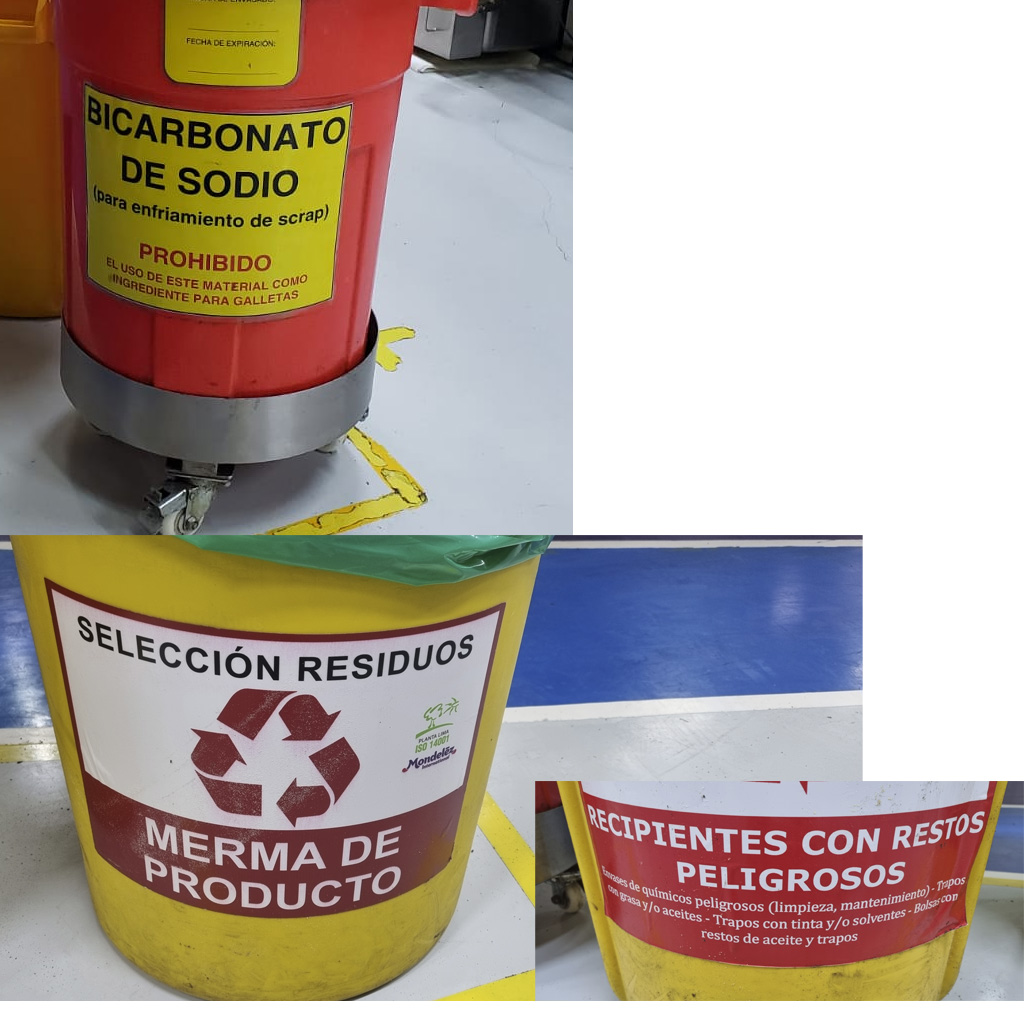 FECHA DE EXPIRACIÓN:
BICARBONATO
DE SODIO
(para enfriamiento de scrap)
PROHIBIDO
EL USO DE ESTE MATERIAL COMO
INGREDIENTE PARA GALLETAS
SELECCIÓN RESIDUOS
PLANTA LIMA
ISO 14001
Mondelēz
International
MERMA DE
PRODUCTO
RECIPIENTES CON RESTOS
PELIGROSOS
Envases de químicos peligrosos (limpieza, mantenimiento) - Trapos
con grasa y/o aceites - Trapos con tinta y/o solventes - Bolsas con
restos de aceite y trapos